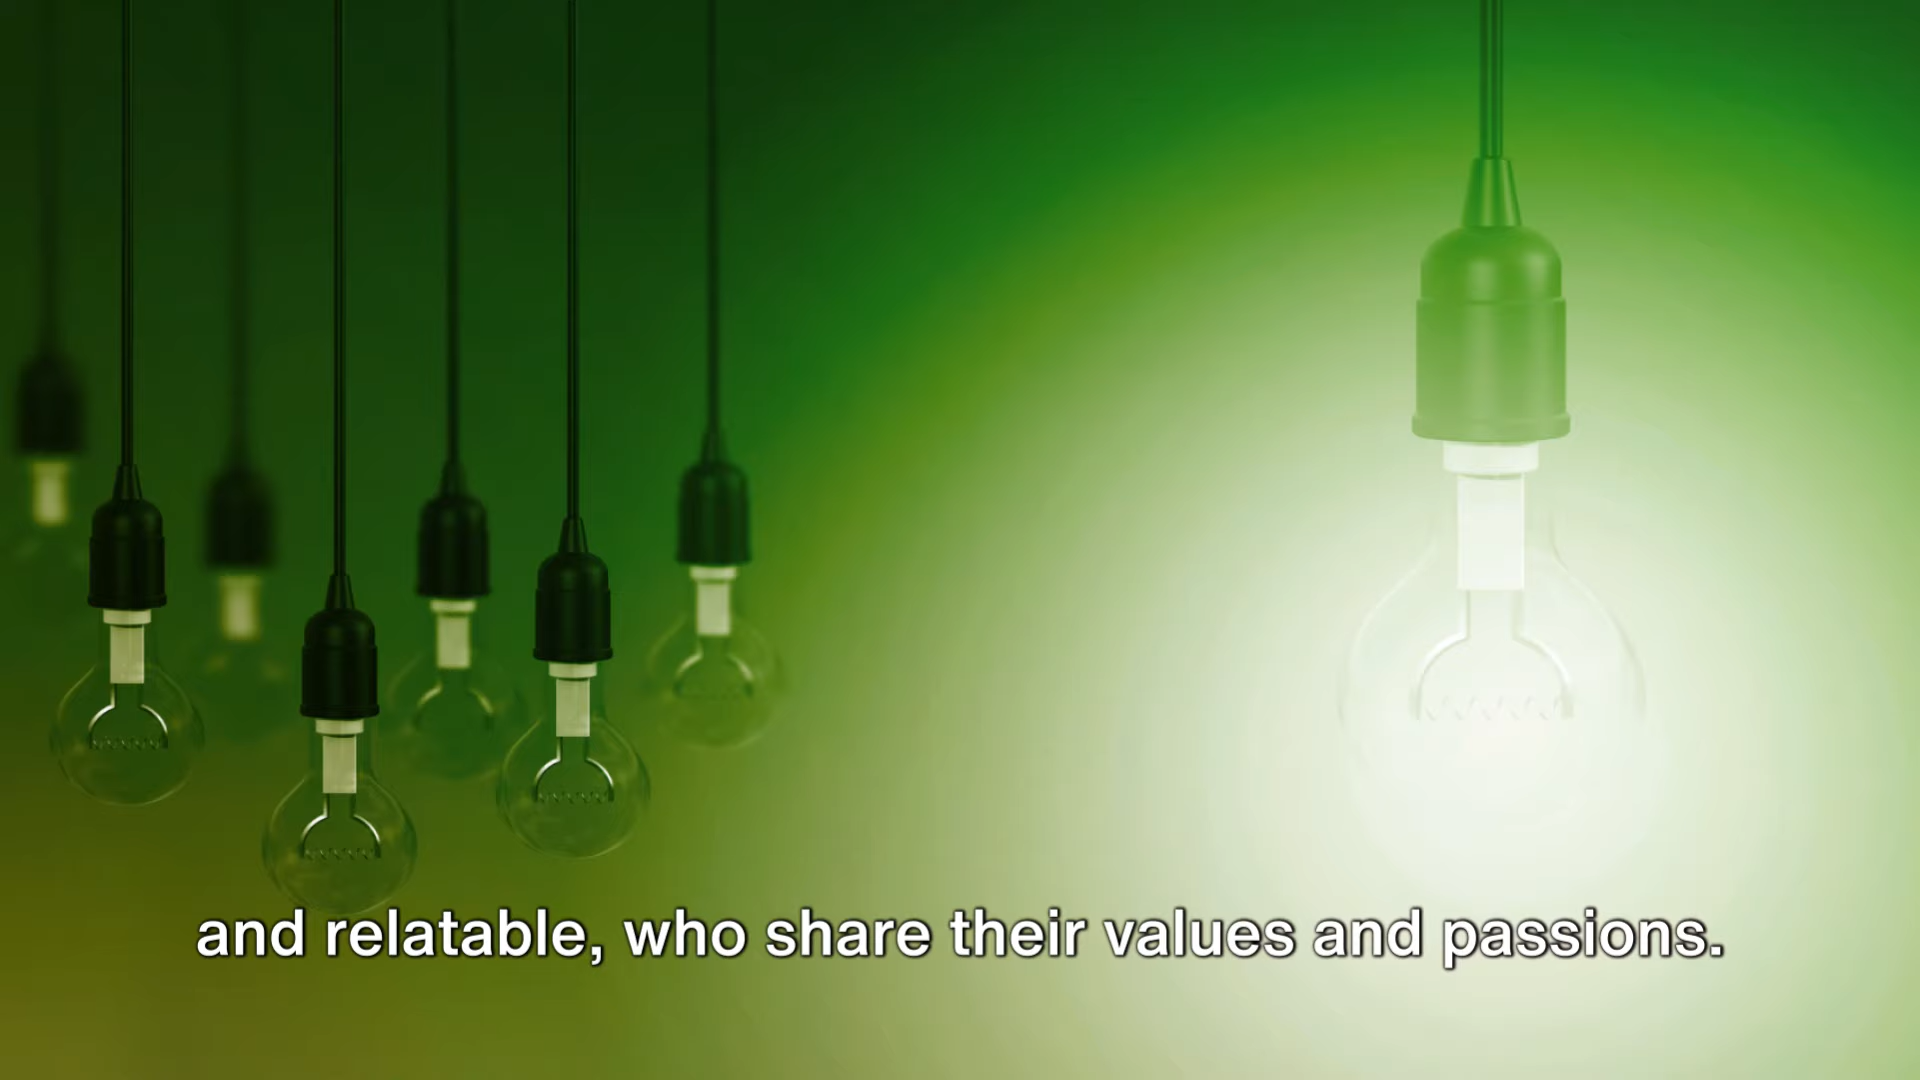 and relatable, who share their values and passions.